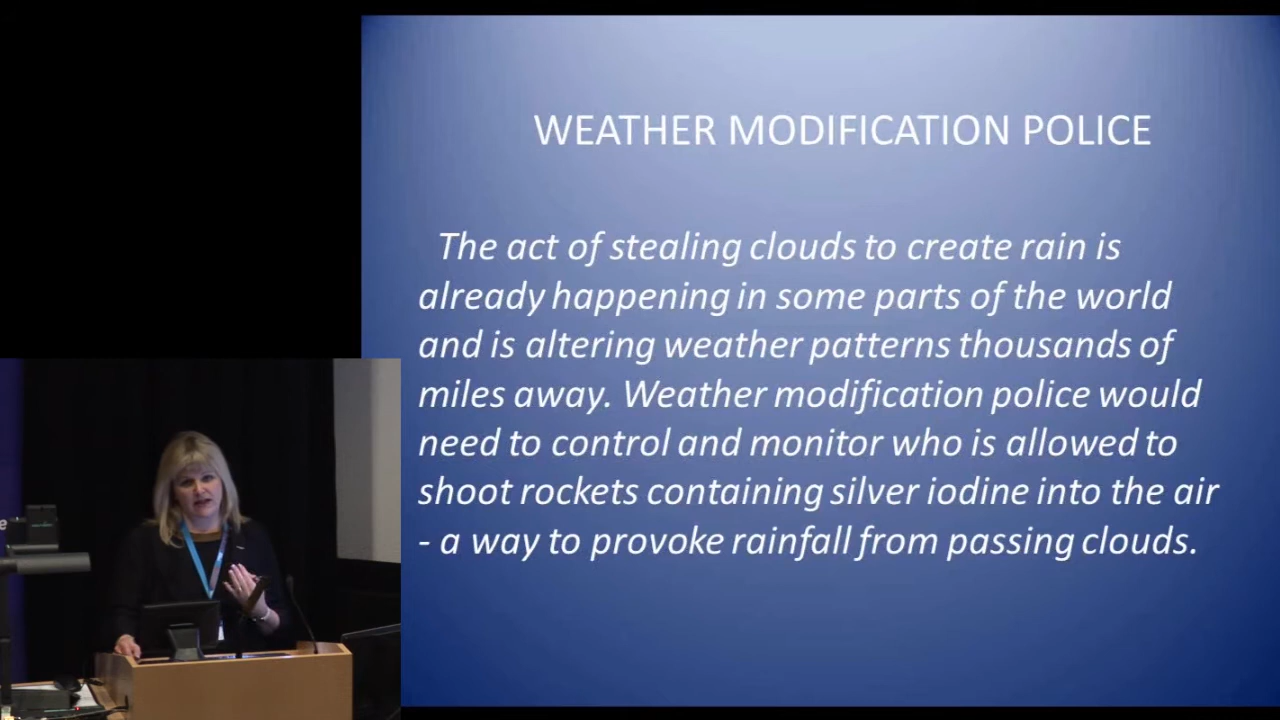 WEATHER MODIFICATION POLICE
The act of stealing clouds to create rain is
already happening in some parts of the world
and is altering weather patterns thousands of
miles away. Weather modification police would
need to control and monitor who is allowed to
shoot rockets containing silver iodine into the air
- a way to provoke rainfall from passing clouds.
e